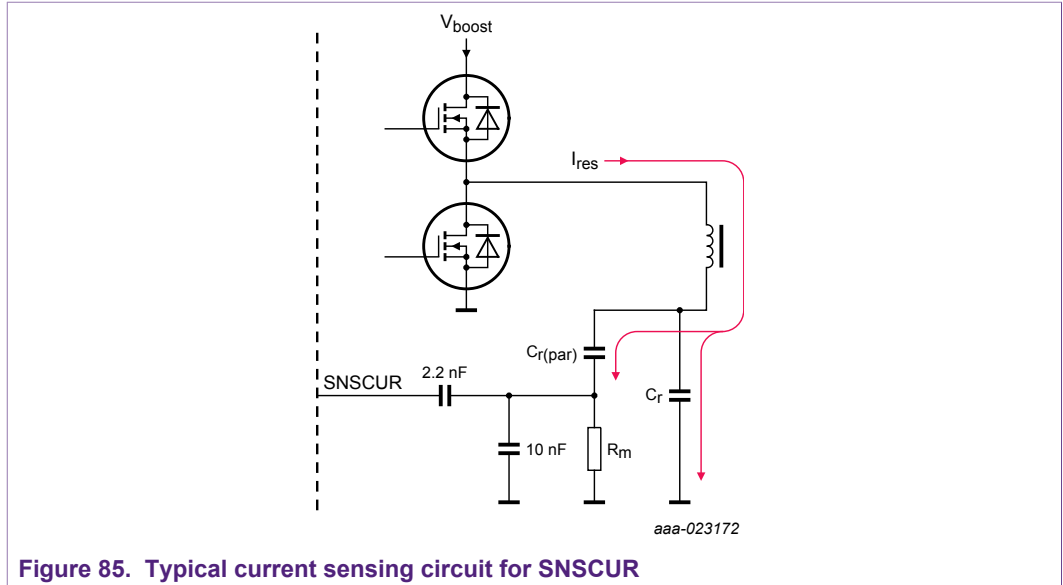 Vboost
Ires
Cr(par)
2.2 nF
SNSCUR
Cr
10 nF
Rm
aaa-023172
Figure 85. Typical current sensing circuit for SNSCUR